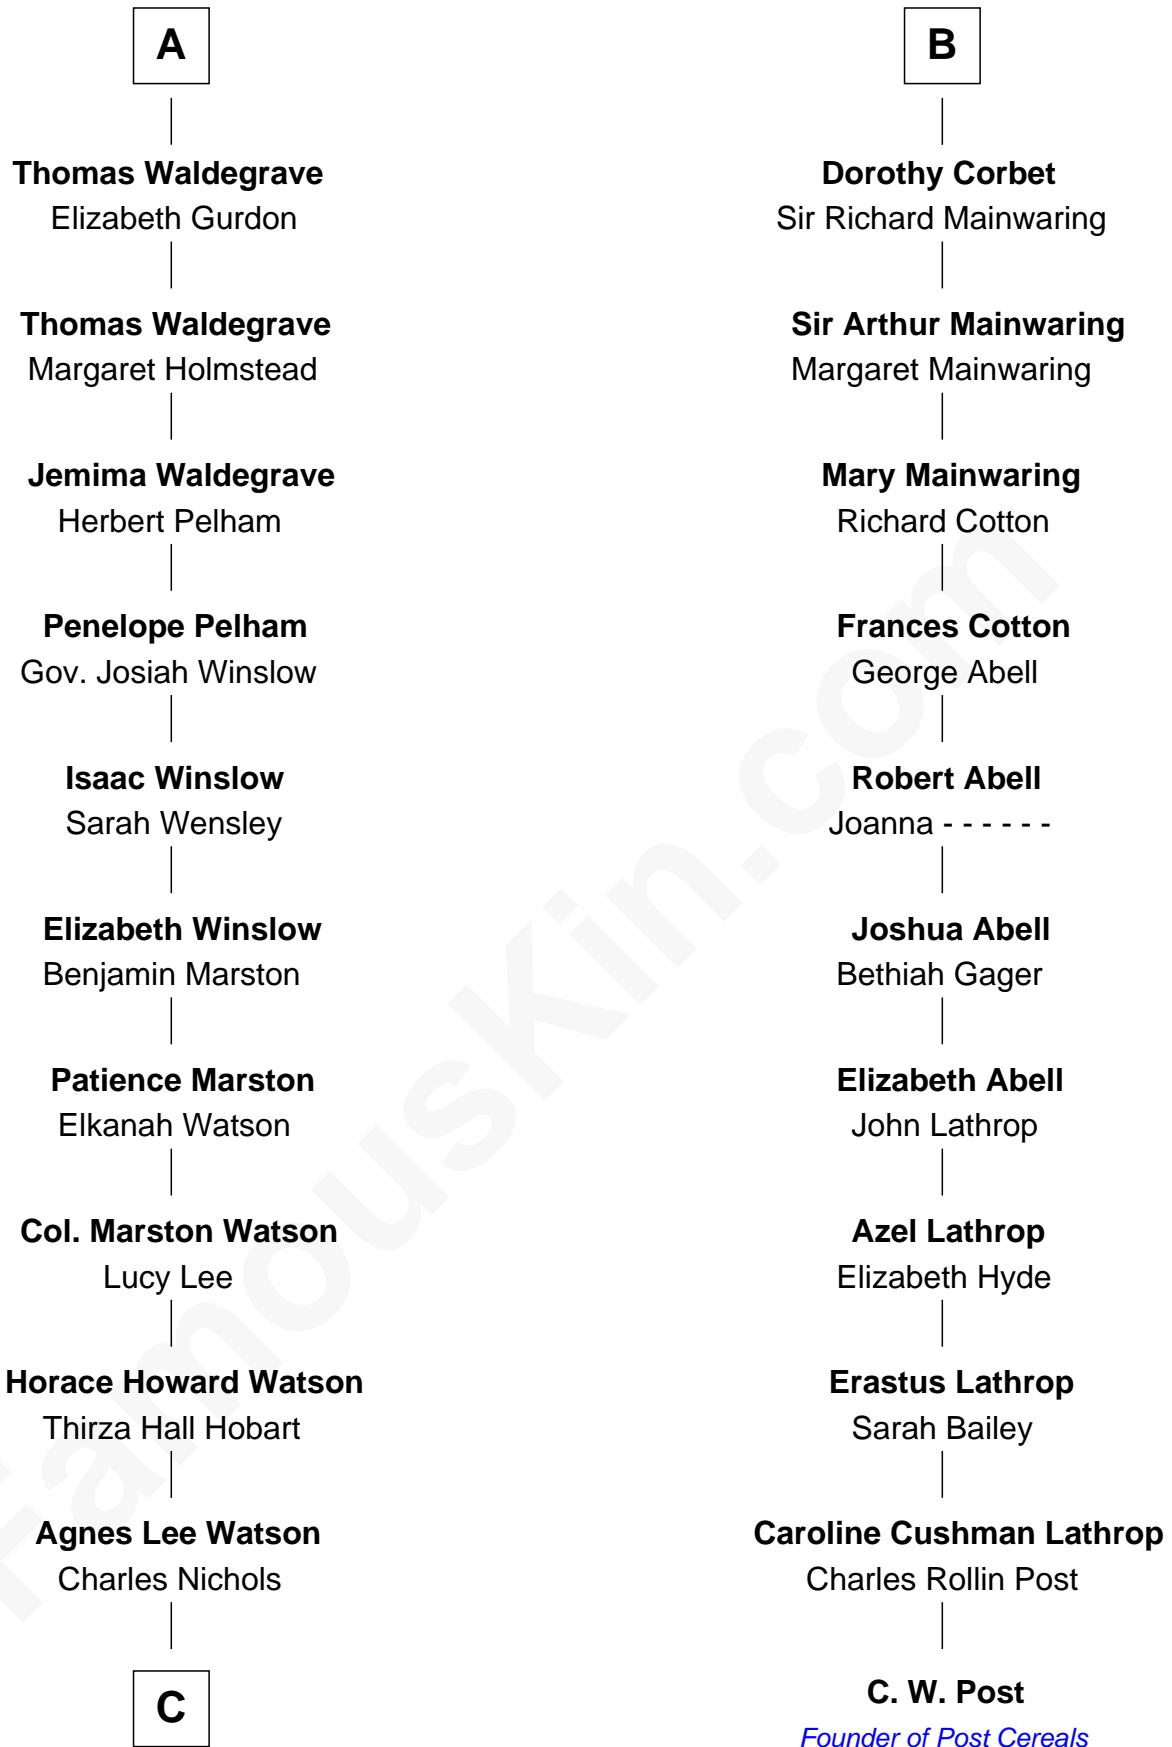 A
Thomas Waldegrave
Elizabeth Gurdon
Thomas Waldegrave
Margaret Holmstead
Jemima Waldegrave
Herbert Pelham
Penelope Pelham
Gov. Josiah Winslow
Isaac Winslow
Sarah Wensley
Elizabeth Winslow
Benjamin Marston
Patience Marston
Elkanah Watson
Col. Marston Watson
Lucy Lee
Horace Howard Watson
Thirza Hall Hobart
Agnes Lee Watson
Charles Nichols
C
B
Dorothy Corbet
Sir Richard Mainwaring
Sir Arthur Mainwaring
Margaret Mainwaring
Mary Mainwaring
Richard Cotton
Frances Cotton
George Abell
Robert Abell
Joanna - - - - - -
Joshua Abell
Bethiah Gager
Elizabeth Abell
John Lathrop
Azel Lathrop
Elizabeth Hyde
Erastus Lathrop
Sarah Bailey
Caroline Cushman Lathrop
Charles Rollin Post
C. W. Post
Founder of Post Cereals
FamousKin.com